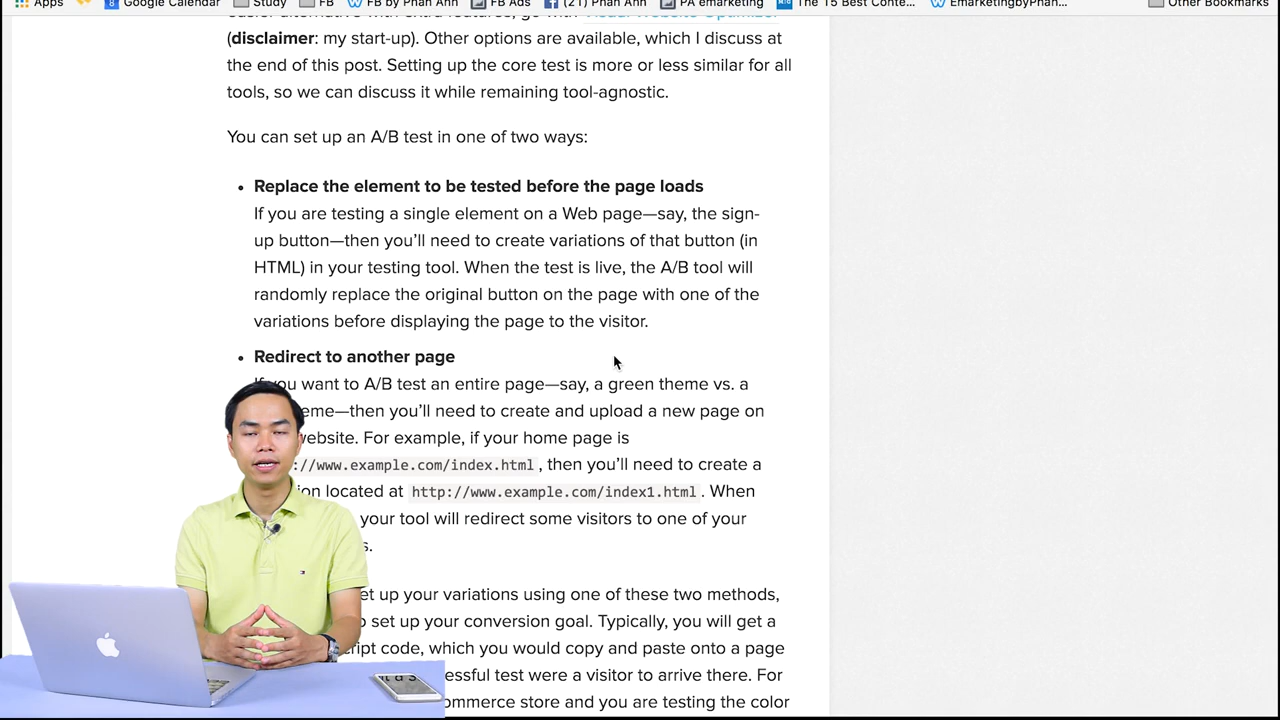 Apps Google Calendar Study FB FB by Phan Anh FB Ads (21) Phan Anh PA emarketing The 15 Best Conte... EmarketingbyPhan... Other Bookmarks
easier alternative with extra features, go with Visual Website Optimizer
(disclaimer: my start-up). Other options are available, which I discuss at
the end of this post. Setting up the core test is more or less similar for all
tools, so we can discuss it while remaining tool-agnostic.
You can set up an A/B test in one of two ways:
• Replace the element to be tested before the page loads
If you are testing a single element on a Web page—say, the sign-
up button—then you’ll need to create variations of that button (in
HTML) in your testing tool. When the test is live, the A/B tool will
randomly replace the original button on the page with one of the
variations before displaying the page to the visitor.
• Redirect to another page
If you want to A/B test an entire page—say, a green theme vs. a
eme—then you’ll need to create and upload a new page on
website. For example, if your home page is
://www.example.com/index.html , then you’ll need to create a
ion located at http://www.example.com/index1.html . When
your tool will redirect some visitors to one of your
s.
et up your variations using one of these two methods,
o set up your conversion goal. Typically, you will get a
ript code, which you would copy and paste onto a page
essful test were a visitor to arrive there. For
mmerce store and you are testing the color